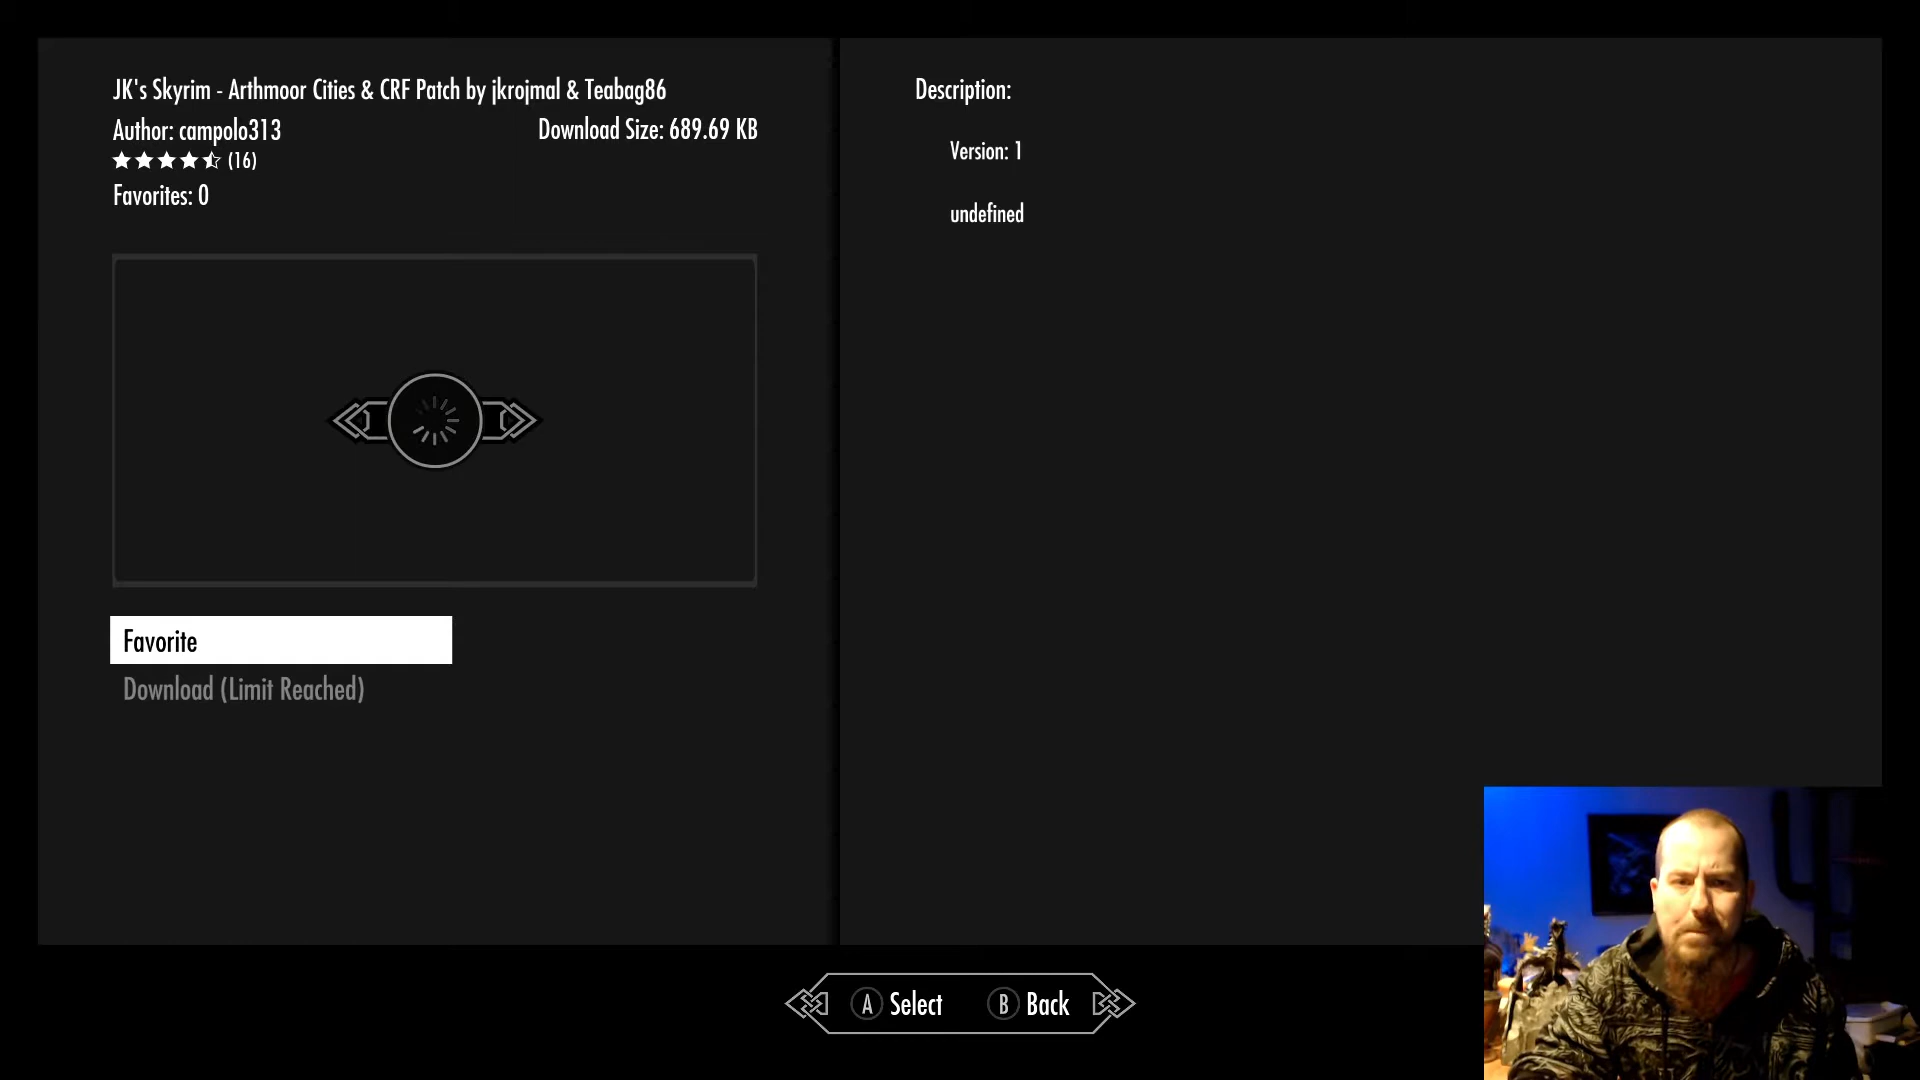 JK's Skyrim - Arthmoor Cities & CRF Patch by jkrojmal & Teabag86
Author: campolo313
Download Size: 689.69 KB
(16)
Favorites: 0
Favorite
Download (Limit Reached)
Description:
Version: 1
undefined
A Select
B Back